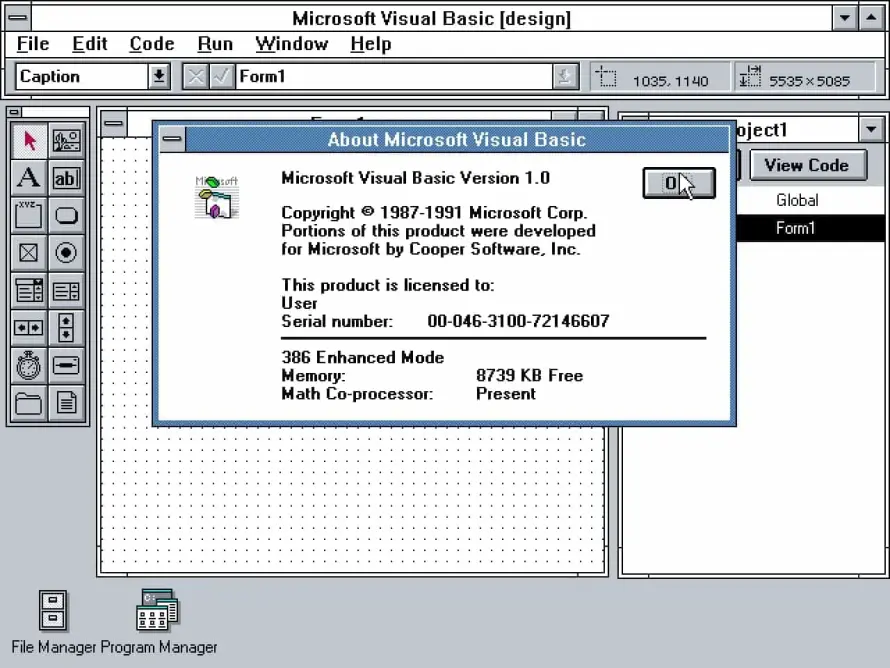 Microsoft Visual Basic [design]
File Edit Code Run Window Help
Caption
Form1
1035, 1140
5535×5085
About Microsoft Visual Basic
Microsoft
Microsoft Visual Basic Version 1.0
Copyright © 1987-1991 Microsoft Corp.
Portions of this product were developed
for Microsoft by Cooper Software, Inc.
This product is licensed to:
User
Serial number: 00-046-3100-72146607
386 Enhanced Mode
Memory: 8739 KB Free
Math Co-processor: Present
oject1
View Code
Global
Form1
A
ab
XYZ
File Manager
Program Manager